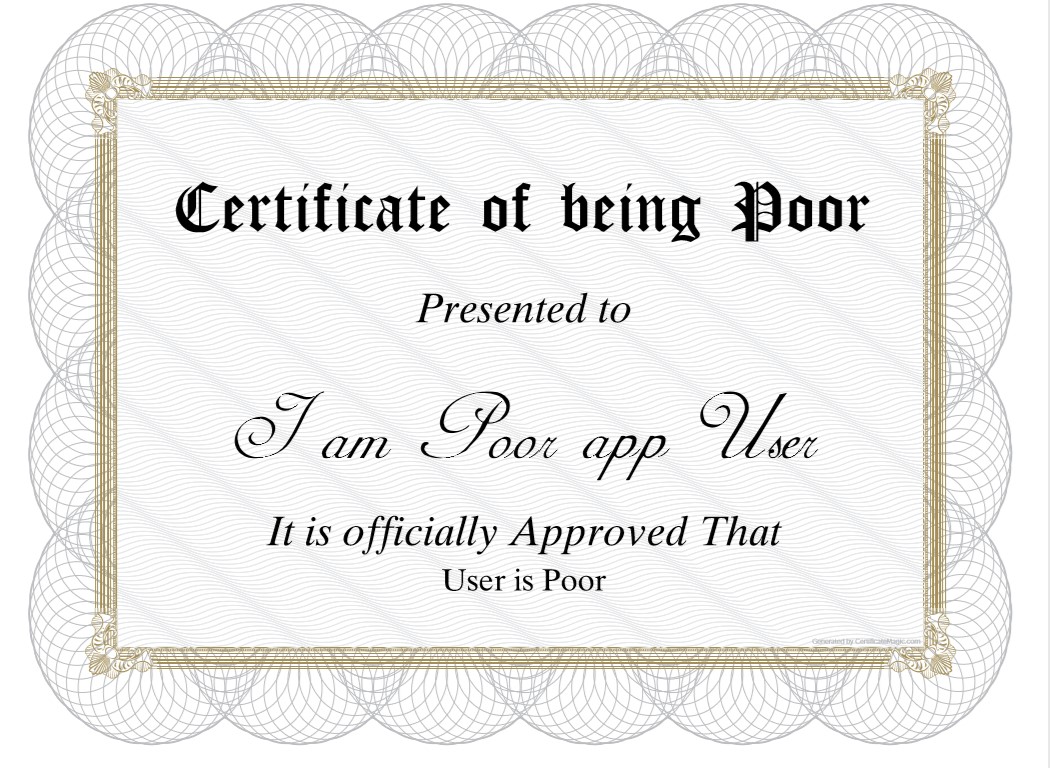 Certificate of being Poor
Presented to
I am Poor app User
It is officially Approved That
User is Poor
Generated by CertificateMagic.com